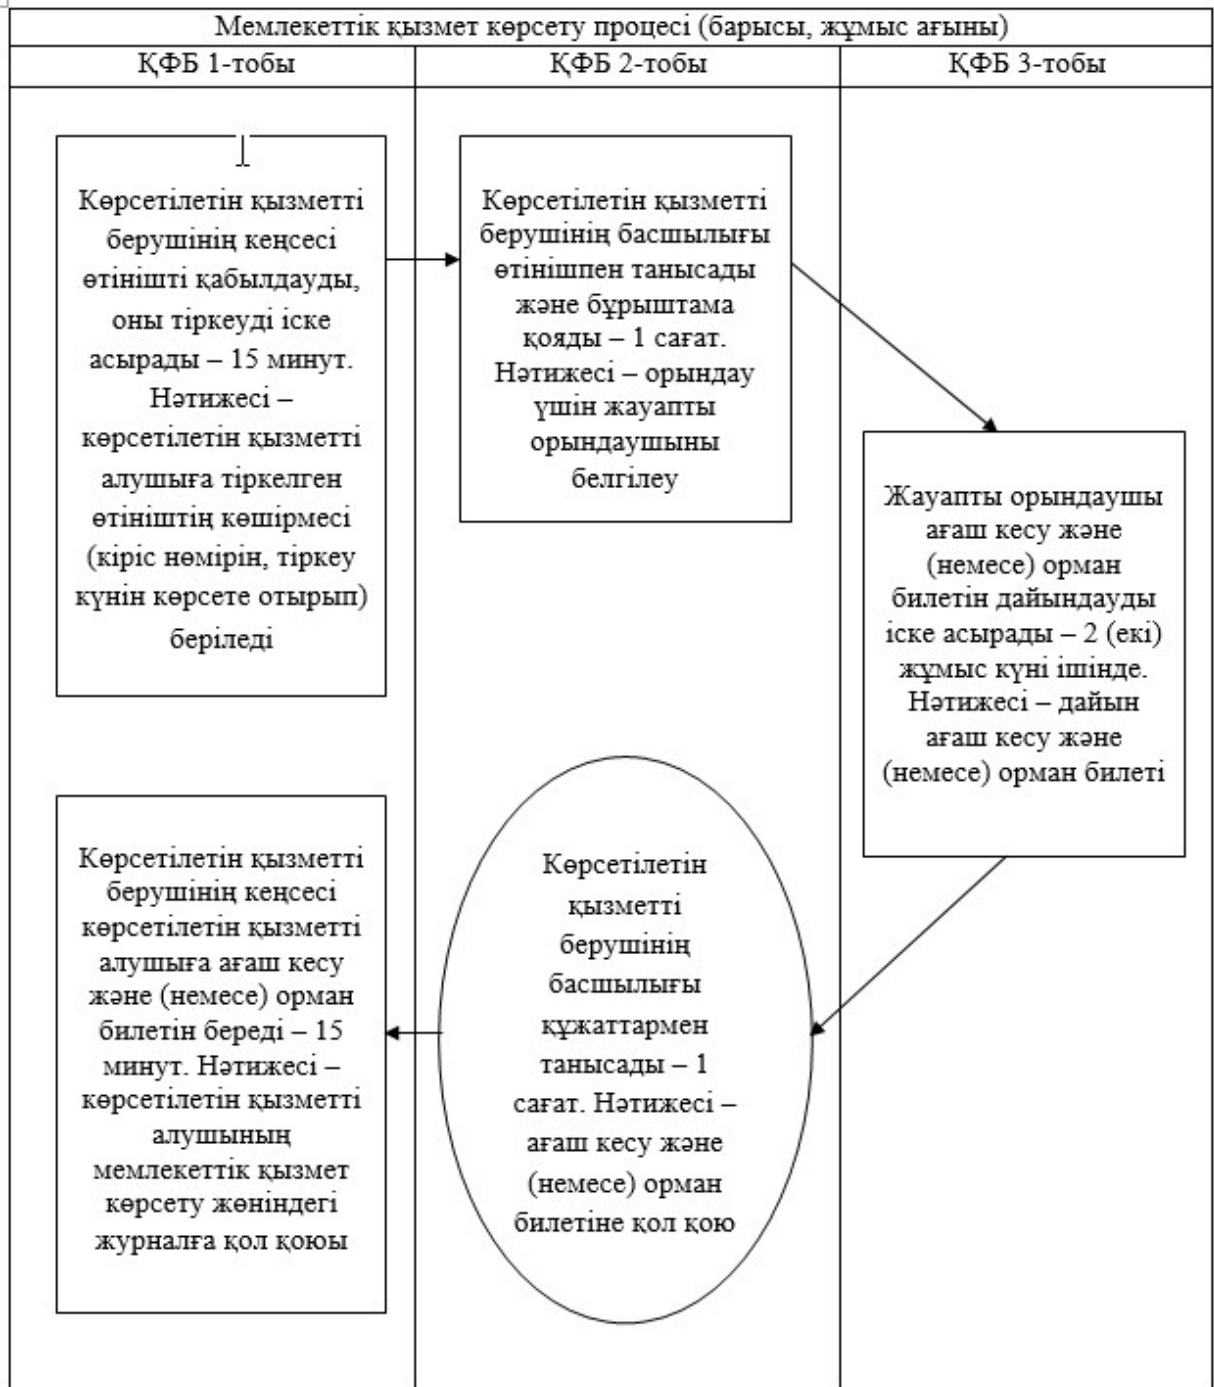 Мемлекеттік қызмет көрсету процесі (барысы, жұмыс ағыны)
ҚФБ 1-тобы
ҚФБ 2-тобы
ҚФБ 3-тобы
Көрсетілетін қызметті
берушінің кеңсесі
өтінішті қабылдауды,
оны тіркеуді іске
асырады – 15 минут.
Нәтижесі –
көрсетілетін қызметті
алушыға тіркелген
өтініштің көшірмесі
(кіріс нөмірін, тіркеу
күнін көрсете отырып)
беріледі
Көрсетілетін қызметті
берушінің басшылығы
өтінішпен танысады
және бұрыштама
қояды – 1 сағат.
Нәтижесі – орындау
үшін жауапты
орындаушыны
белгілеу
Жауапты орындаушы
ағаш кесу және
(немесе) орман
билетін дайындауды
іске асырады – 2 (екі)
жұмыс күні ішінде.
Нәтижесі – дайын
ағаш кесу және
(немесе) орман билеті
Көрсетілетін
қызметті
берушінің
басшылығы
құжаттармен
танысады – 1
сағат. Нәтижесі –
ағаш кесу және
(немесе) орман
билетіне қол қою
Көрсетілетін қызметті
берушінің кеңсесі
көрсетілетін қызметті
алушыға ағаш кесу
және (немесе) орман
билетін береді – 15
минут. Нәтижесі –
көрсетілетін қызметті
алушының
мемлекеттік қызмет
көрсету жөніндегі
журналға қол қоюы